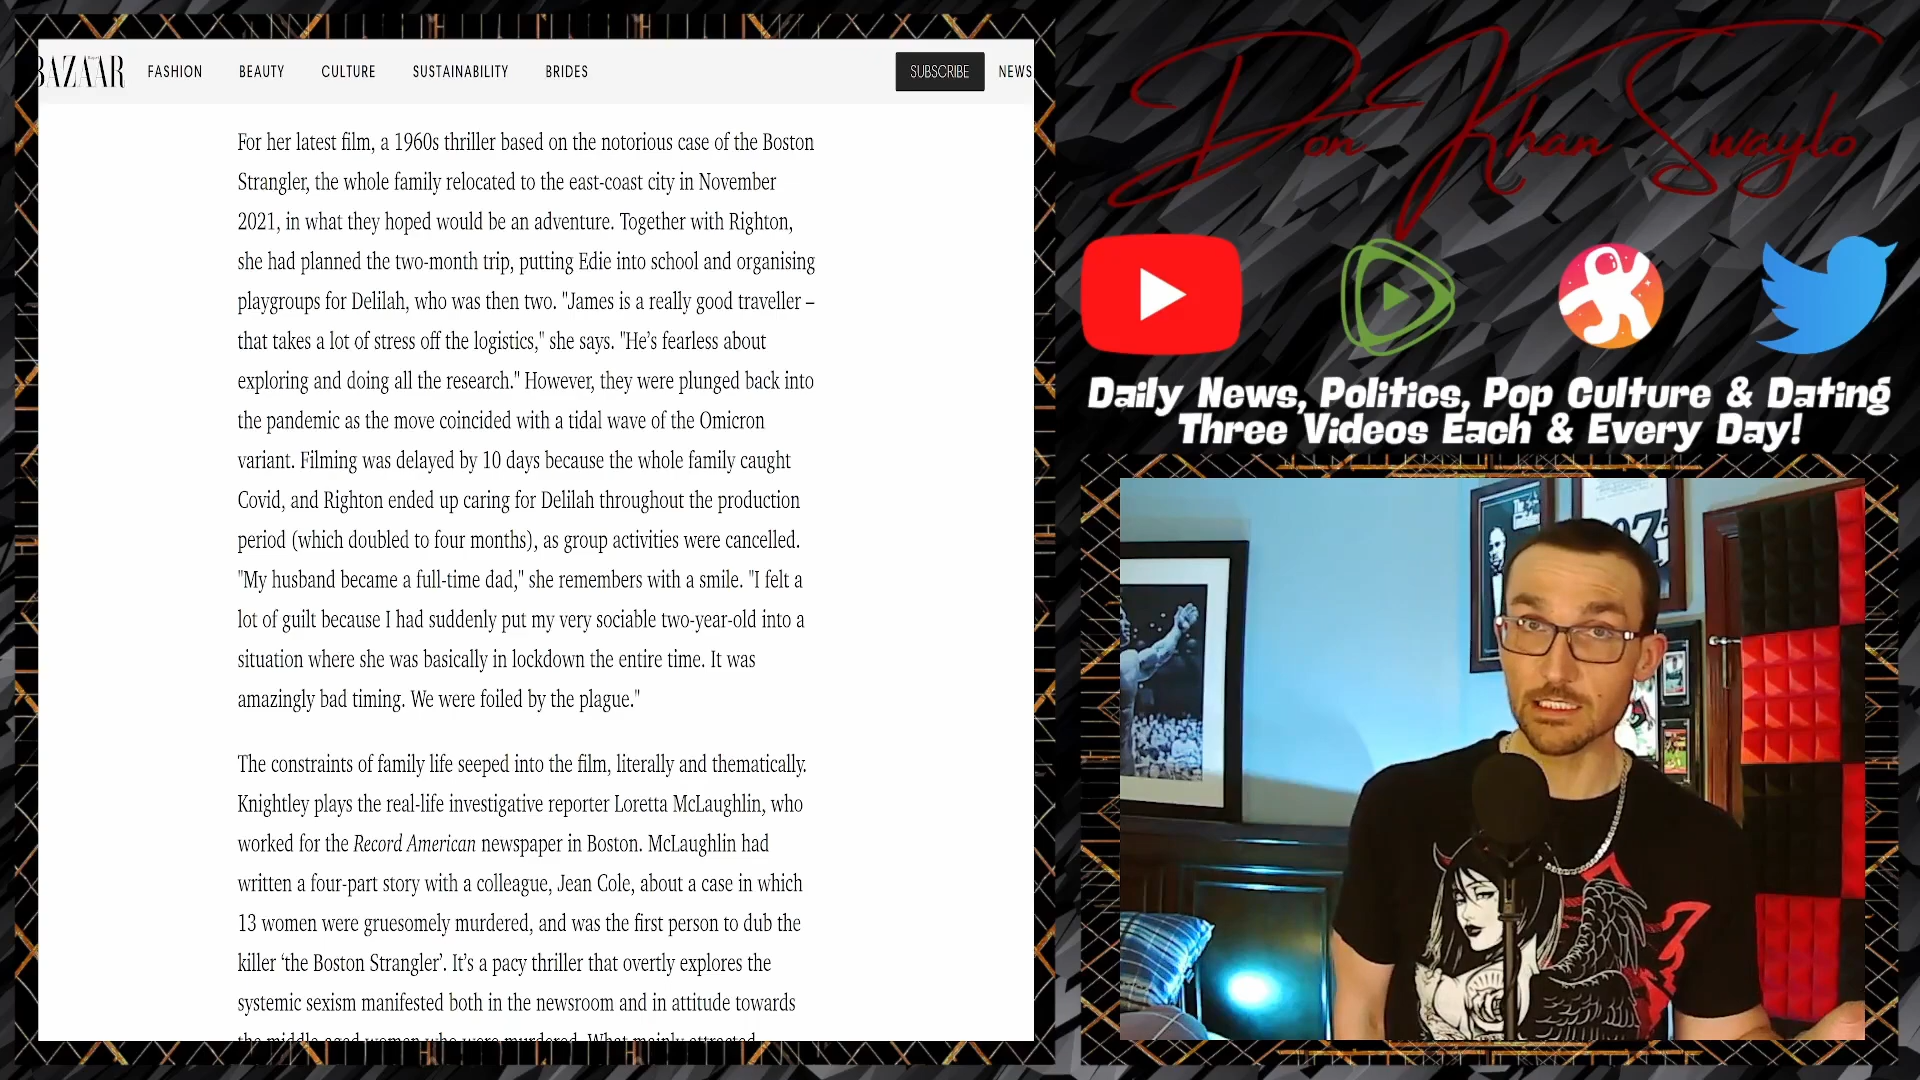 BAZAAR FASHION BEAUTY CULTURE SUSTAINABILITY BRIDES SUBSCRIBE NEWS
For her latest film, a 1960s thriller based on the notorious case of the Boston
Strangler, the whole family relocated to the east-coast city in November
2021, in what they hoped would be an adventure. Together with Righton,
she had planned the two-month trip, putting Edie into school and organising
playgroups for Delilah, who was then two. "James is a really good traveller –
that takes a lot of stress off the logistics," she says. "He's fearless about
exploring and doing all the research." However, they were plunged back into
the pandemic as the move coincided with a tidal wave of the Omicron
variant. Filming was delayed by 10 days because the whole family caught
Covid, and Righton ended up caring for Delilah throughout the production
period (which doubled to four months), as group activities were cancelled.
"My husband became a full-time dad," she remembers with a smile. "I felt a
lot of guilt because I had suddenly put my very sociable two-year-old into a
situation where she was basically in lockdown the entire time. It was
amazingly bad timing. We were foiled by the plague."
The constraints of family life seeped into the film, literally and thematically.
Knightley plays the real-life investigative reporter Loretta McLaughlin, who
worked for the Record American newspaper in Boston. McLaughlin had
written a four-part story with a colleague, Jean Cole, about a case in which
13 women were gruesomely murdered, and was the first person to dub the
killer ‘the Boston Strangler’. It’s a pacy thriller that overtly explores the
systemic sexism manifested both in the newsroom and in attitude towards
the middle-aged women who were murdered. What mainly attracted
Don Khan Swaylo
Daily News, Politics, Pop Culture & Dating
Three Videos Each & Every Day!